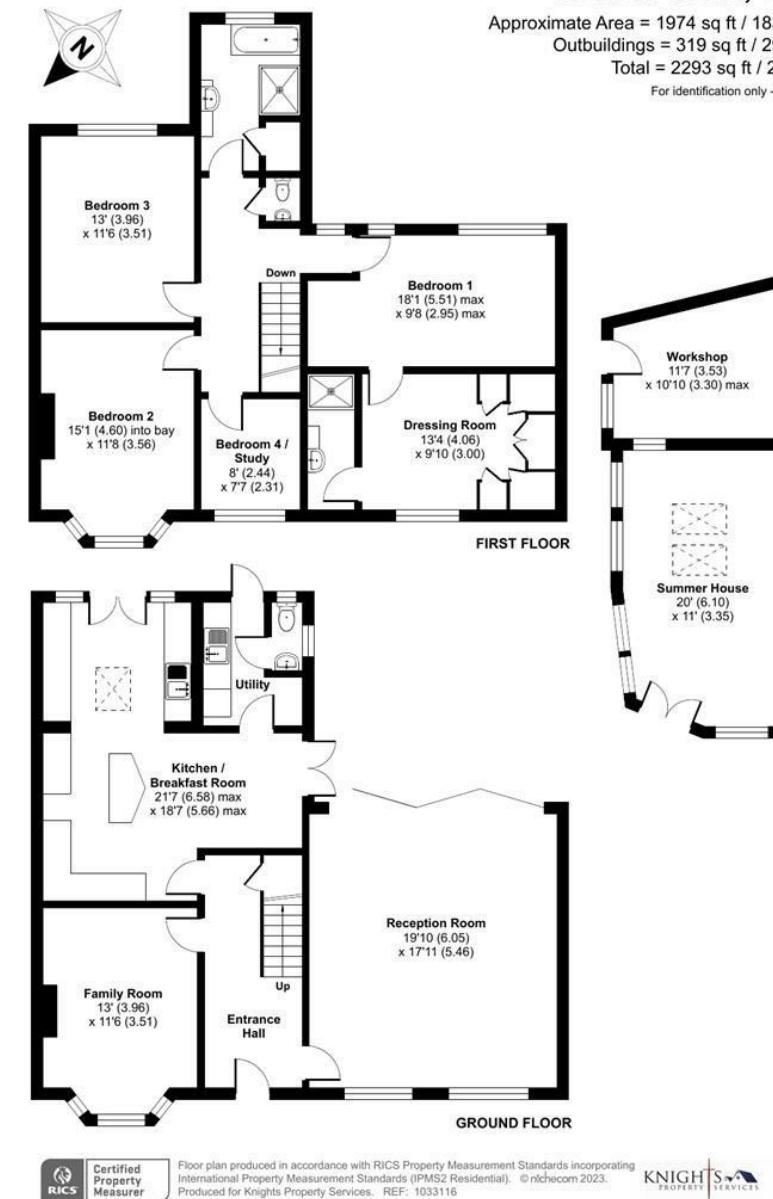 Approximate Area = 1974 sq ft / 18
Outbuildings = 319 sq ft / 2
Total = 2293 sq ft / 2
For identification only -
N
Bedroom 3
13' (3.96)
x 11'6 (3.51)
Down
Bedroom 1
18'1 (5.51) max
x 9'8 (2.95) max
Bedroom 2
15'1 (4.60) into bay
x 11'8 (3.56)
Bedroom 4 /
Study
8' (2.44)
x 7'7 (2.31)
Dressing Room
13'4 (4.06)
x 9'10 (3.00)
FIRST FLOOR
Workshop
11'7 (3.53)
x 10'10 (3.30) max
Summer House
20' (6.10)
x 11' (3.35)
Utility
Kitchen /
Breakfast Room
21'7 (6.58) max
x 18'7 (5.66) max
Reception Room
19'10 (6.05)
x 17'11 (5.46)
Family Room
13' (3.96)
x 11'6 (3.51)
Up
Entrance
Hall
GROUND FLOOR
RICS
Certified
Property
Measurer
Floor plan produced in accordance with RICS Property Measurement Standards incorporating
International Property Measurement Standards (IPMS2 Residential). © nichecom 2023.
Produced for Knights Property Services. REF: 1033116
KNIGHTS
PROPERTY SERVICES